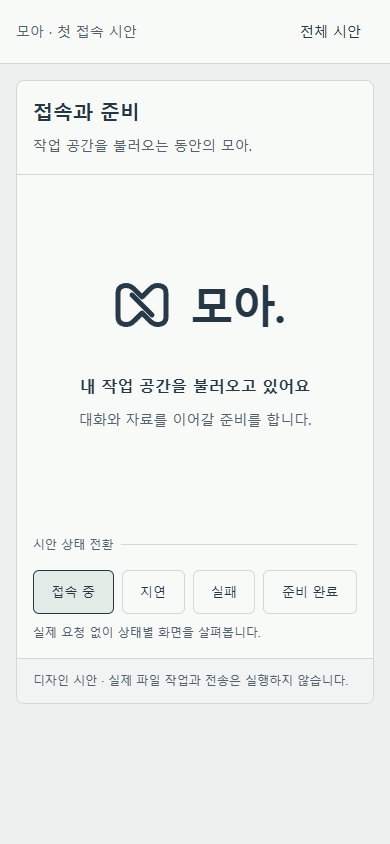 모아 · 첫 접속 시안
전체 시안
접속과 준비
작업 공간을 불러오는 동안의 모아.
모아.
내 작업 공간을 불러오고 있어요
대화와 자료를 이어갈 준비를 합니다.
시안 상태 전환
접속 중
지연
실패
준비 완료
실제 요청 없이 상태별 화면을 살펴봅니다.
디자인 시안 · 실제 파일 작업과 전송은 실행하지 않습니다.